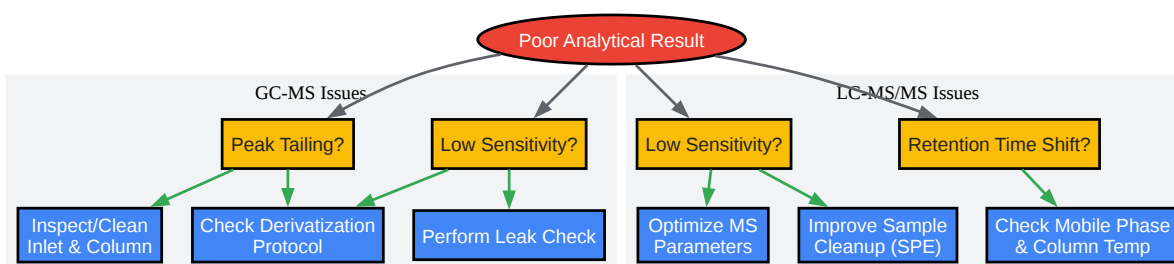 Poor Analytical Result
GC-MS Issues
LC-MS/MS Issues
Peak Tailing?
Low Sensitivity?
Low Sensitivity?
Retention Time Shift?
Inspect/Clean
Inlet & Column
Check Derivatization
Protocol
Perform Leak Check
Optimize MS
Parameters
Improve Sample
Cleanup (SPE)
Check Mobile Phase
& Column Temp